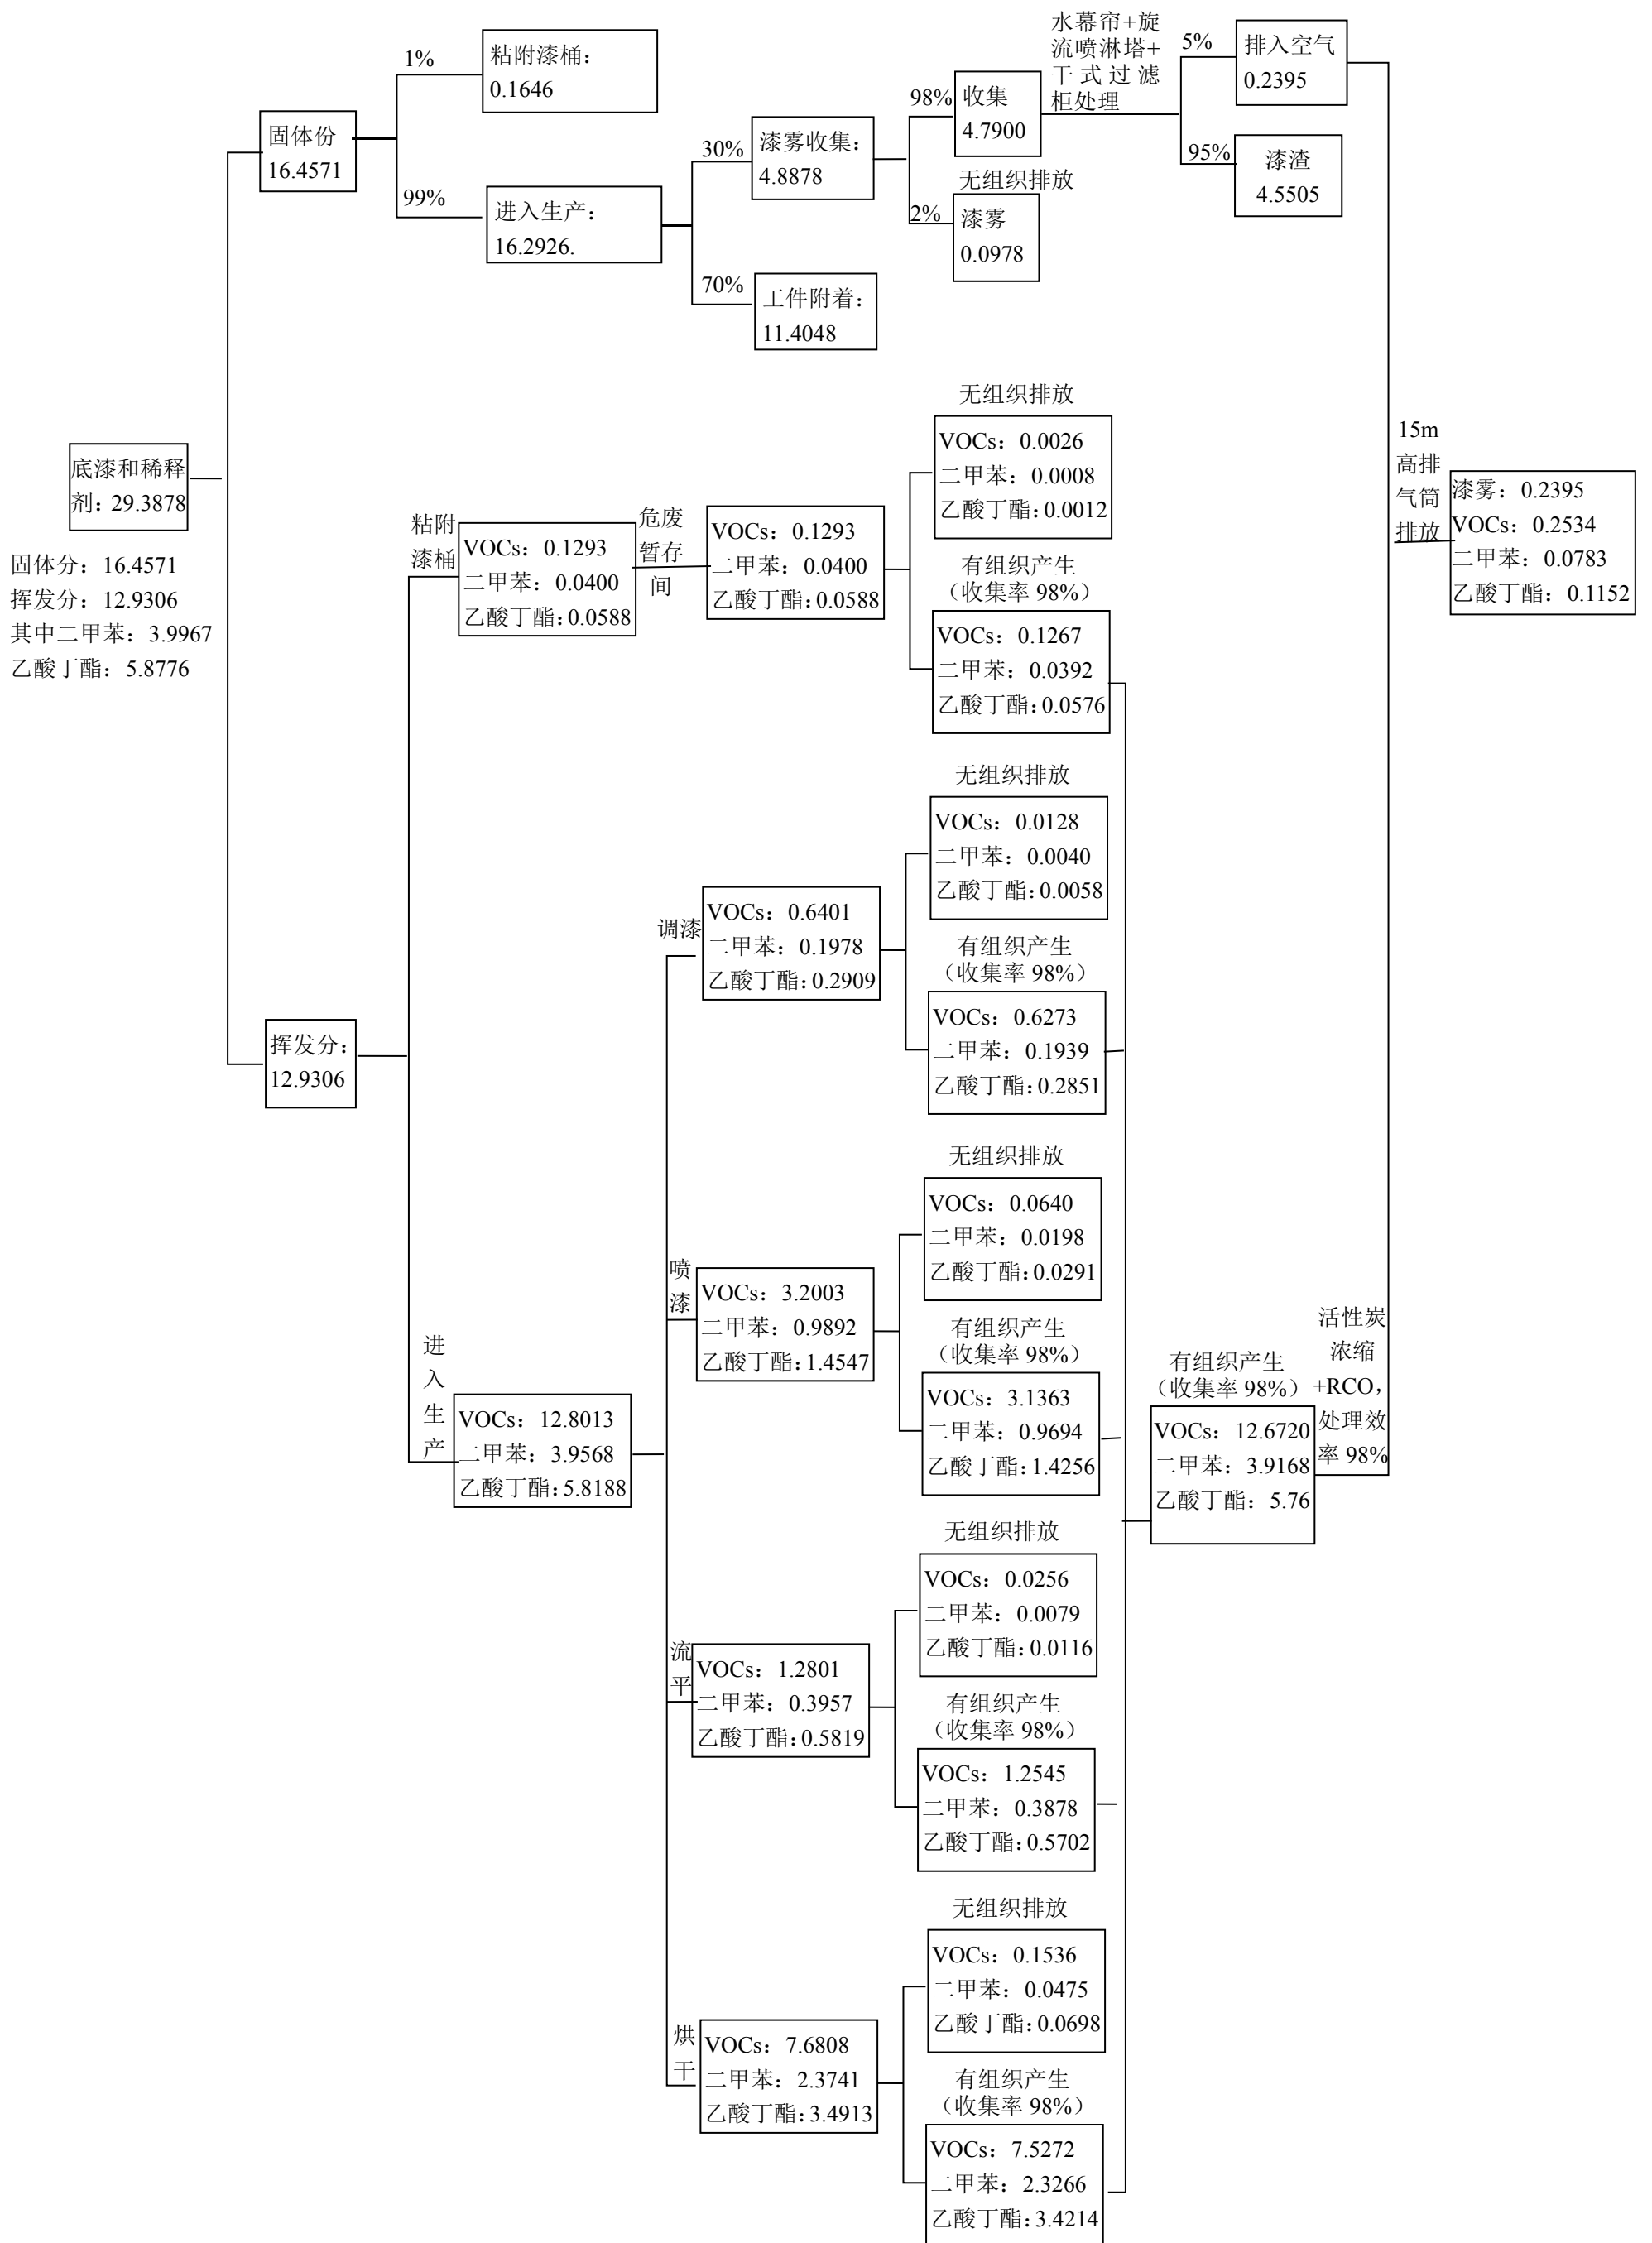 水幕帘+旋
流喷淋塔+
干式过滤
柜处理
1%
粘附漆桶：
0.1646
固体份
16.4571
99%
进入生产：
16.2926.
30%
漆雾收集：
4.8878
70%
工件附着：
11.4048
98%
收集
4.7900
无组织排放
2%
漆雾
0.0978
5%
排入空气
0.2395
95%
漆渣
4.5505
底漆和稀释
剂：29.3878
固体分：16.4571
挥发分：12.9306
其中二甲苯：3.9967
乙酸丁酯：5.8776
粘附
漆桶
VOCs：0.1293
二甲苯：0.0400
乙酸丁酯：0.0588
危废
暂存
间
VOCs：0.1293
二甲苯：0.0400
乙酸丁酯：0.0588
无组织排放
VOCs：0.0026
二甲苯：0.0008
乙酸丁酯：0.0012
有组织产生
（收集率 98%）
VOCs：0.1267
二甲苯：0.0392
乙酸丁酯：0.0576
15m
高排
气筒
排放
漆雾：0.2395
VOCs：0.2534
二甲苯：0.0783
乙酸丁酯：0.1152
挥发分：
12.9306
进
入
生
产
VOCs：12.8013
二甲苯：3.9568
乙酸丁酯：5.8188
调漆
VOCs：0.6401
二甲苯：0.1978
乙酸丁酯：0.2909
无组织排放
VOCs：0.0128
二甲苯：0.0040
乙酸丁酯：0.0058
有组织产生
（收集率 98%）
VOCs：0.6273
二甲苯：0.1939
乙酸丁酯：0.2851
喷
漆
VOCs：3.2003
二甲苯：0.9892
乙酸丁酯：1.4547
无组织排放
VOCs：0.0640
二甲苯：0.0198
乙酸丁酯：0.0291
有组织产生
（收集率 98%）
VOCs：3.1363
二甲苯：0.9694
乙酸丁酯：1.4256
流
平
VOCs：1.2801
二甲苯：0.3957
乙酸丁酯：0.5819
无组织排放
VOCs：0.0256
二甲苯：0.0079
乙酸丁酯：0.0116
有组织产生
（收集率 98%）
VOCs：1.2545
二甲苯：0.3878
乙酸丁酯：0.5702
烘
干
VOCs：7.6808
二甲苯：2.3741
乙酸丁酯：3.4913
无组织排放
VOCs：0.1536
二甲苯：0.0475
乙酸丁酯：0.0698
有组织产生
（收集率 98%）
VOCs：7.5272
二甲苯：2.3266
乙酸丁酯：3.4214
有组织产生
（收集率 98%）
VOCs：12.6720
二甲苯：3.9168
乙酸丁酯：5.76
活性炭
浓缩
+RCO，
处理效
率 98%